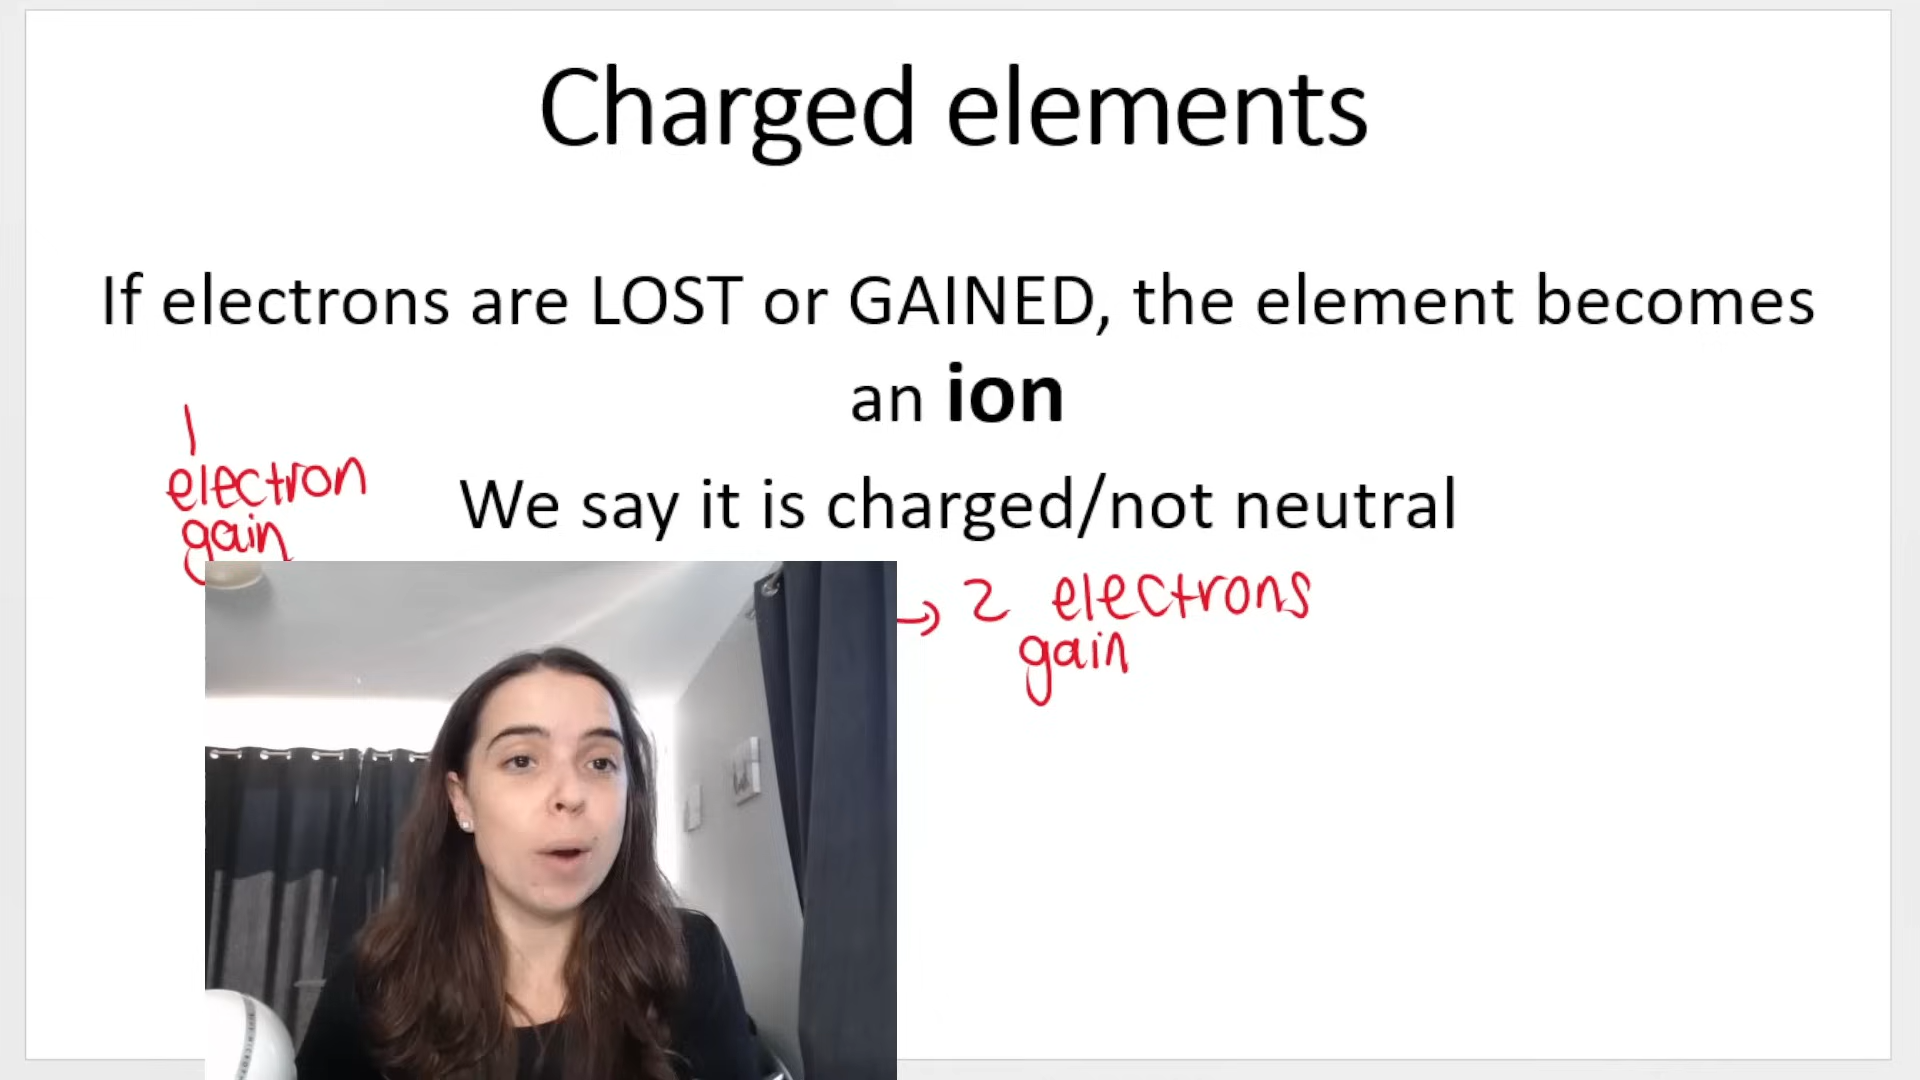 Charged elements
If electrons are LOST or GAINED, the element becomes
an ion
1
electron
gain
We say it is charged/not neutral
→ 2 electrons
gain